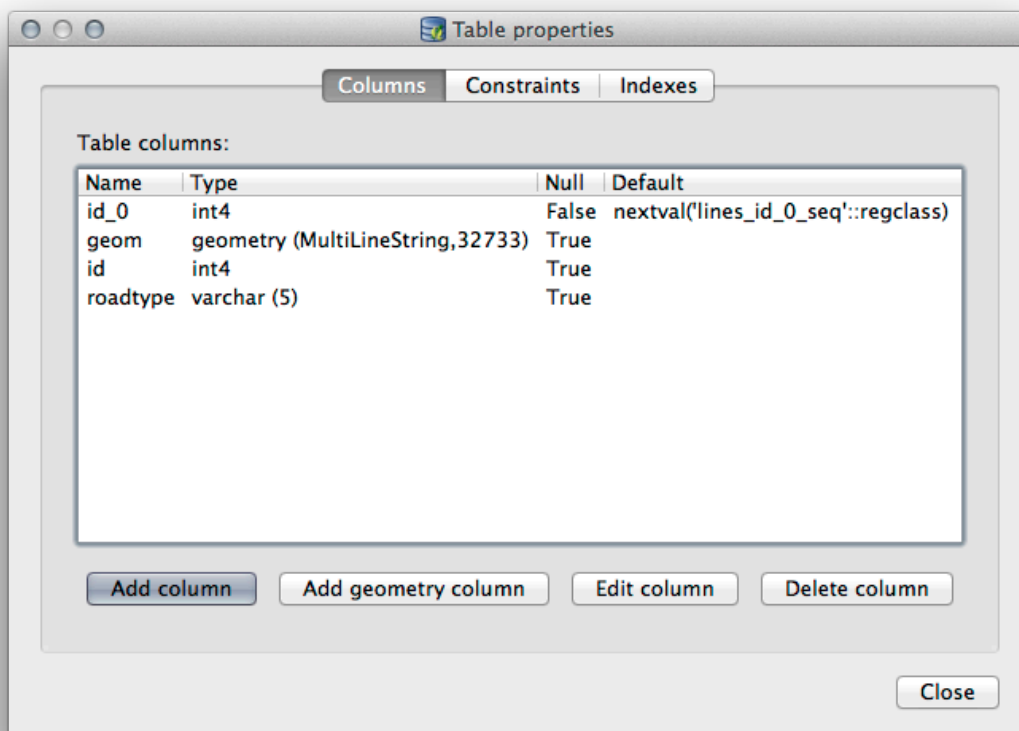 Table properties
Columns Constraints Indexes
Table columns:
Name Type Null Default
id_0 int4 False nextval('lines_id_0_seq'::regclass)
geom geometry (MultiLineString,32733) True
id int4 True
roadtype varchar (5) True
Add column Add geometry column Edit column Delete column
Close